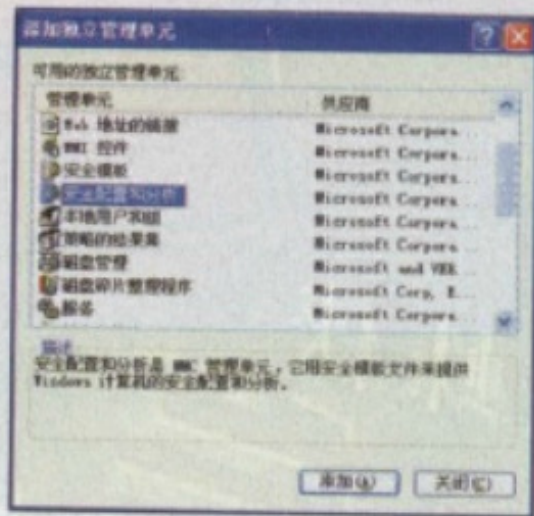 添加独立管理单元
可用的独立管理单元:
管理单元 供应商
Web 地址的链接 Microsoft Corpora...
WMI 控件 Microsoft Corpora...
安全模板 Microsoft Corpora...
安全配置和分析 Microsoft Corpora...
本地用户和组 Microsoft Corpora...
策略的结果集 Microsoft Corpora...
磁盘管理 Microsoft and VER...
磁盘碎片整理程序 Microsoft Corp, E...
服务 Microsoft Corpora...
描述
安全配置和分析是 MMC 管理单元，它用安全模板文件来提供
Windows 计算机的安全配置和分析。
添加(A) 关闭(C)